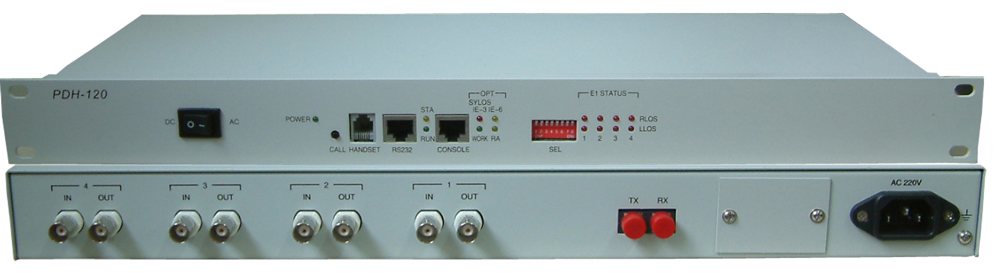 PDH-120
DC
AC
POWER
CALL
HANDSET
RS232
STA
RUN
CONSOLE
OPT
SYLOS
IE-3 IE-6
WORK RA
1 2 3 4 5 6 7 8
SEL
E1 STATUS
RLOS
LLOS
1 2 3 4
4
IN OUT
3
IN OUT
2
IN OUT
1
IN OUT
TX RX
AC 220V